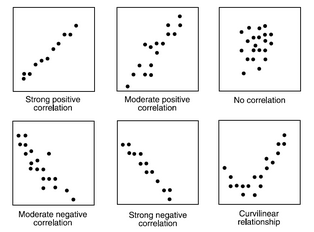 Strong positive
correlation
Moderate positive
correlation
No correlation
Moderate negative
correlation
Strong negative
correlation
Curvilinear
relationship